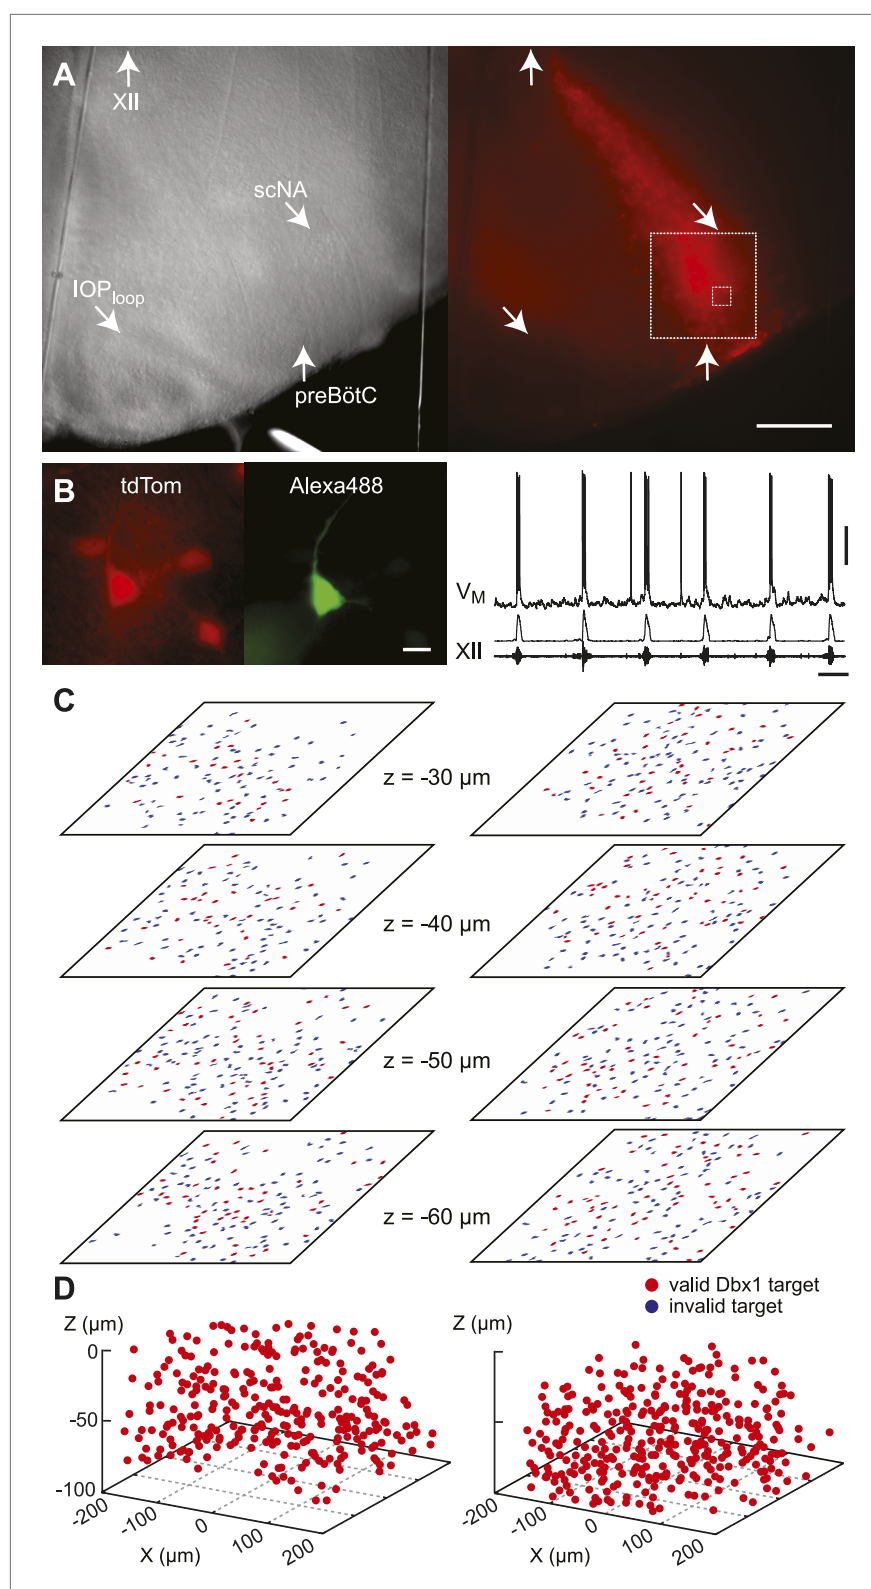 A
XII
scNA
IOPloop
preBötC
B
tdTom
Alexa488
VM
XII
C
z = -30 µm
z = -40 µm
z = -50 µm
z = -60 µm
valid Dbx1 target
invalid target
D
Z (µm)
0
-50
-100
-200
-100
0
100
200
X (µm)
Z (µm)
-200
-100
0
100
200
X (µm)